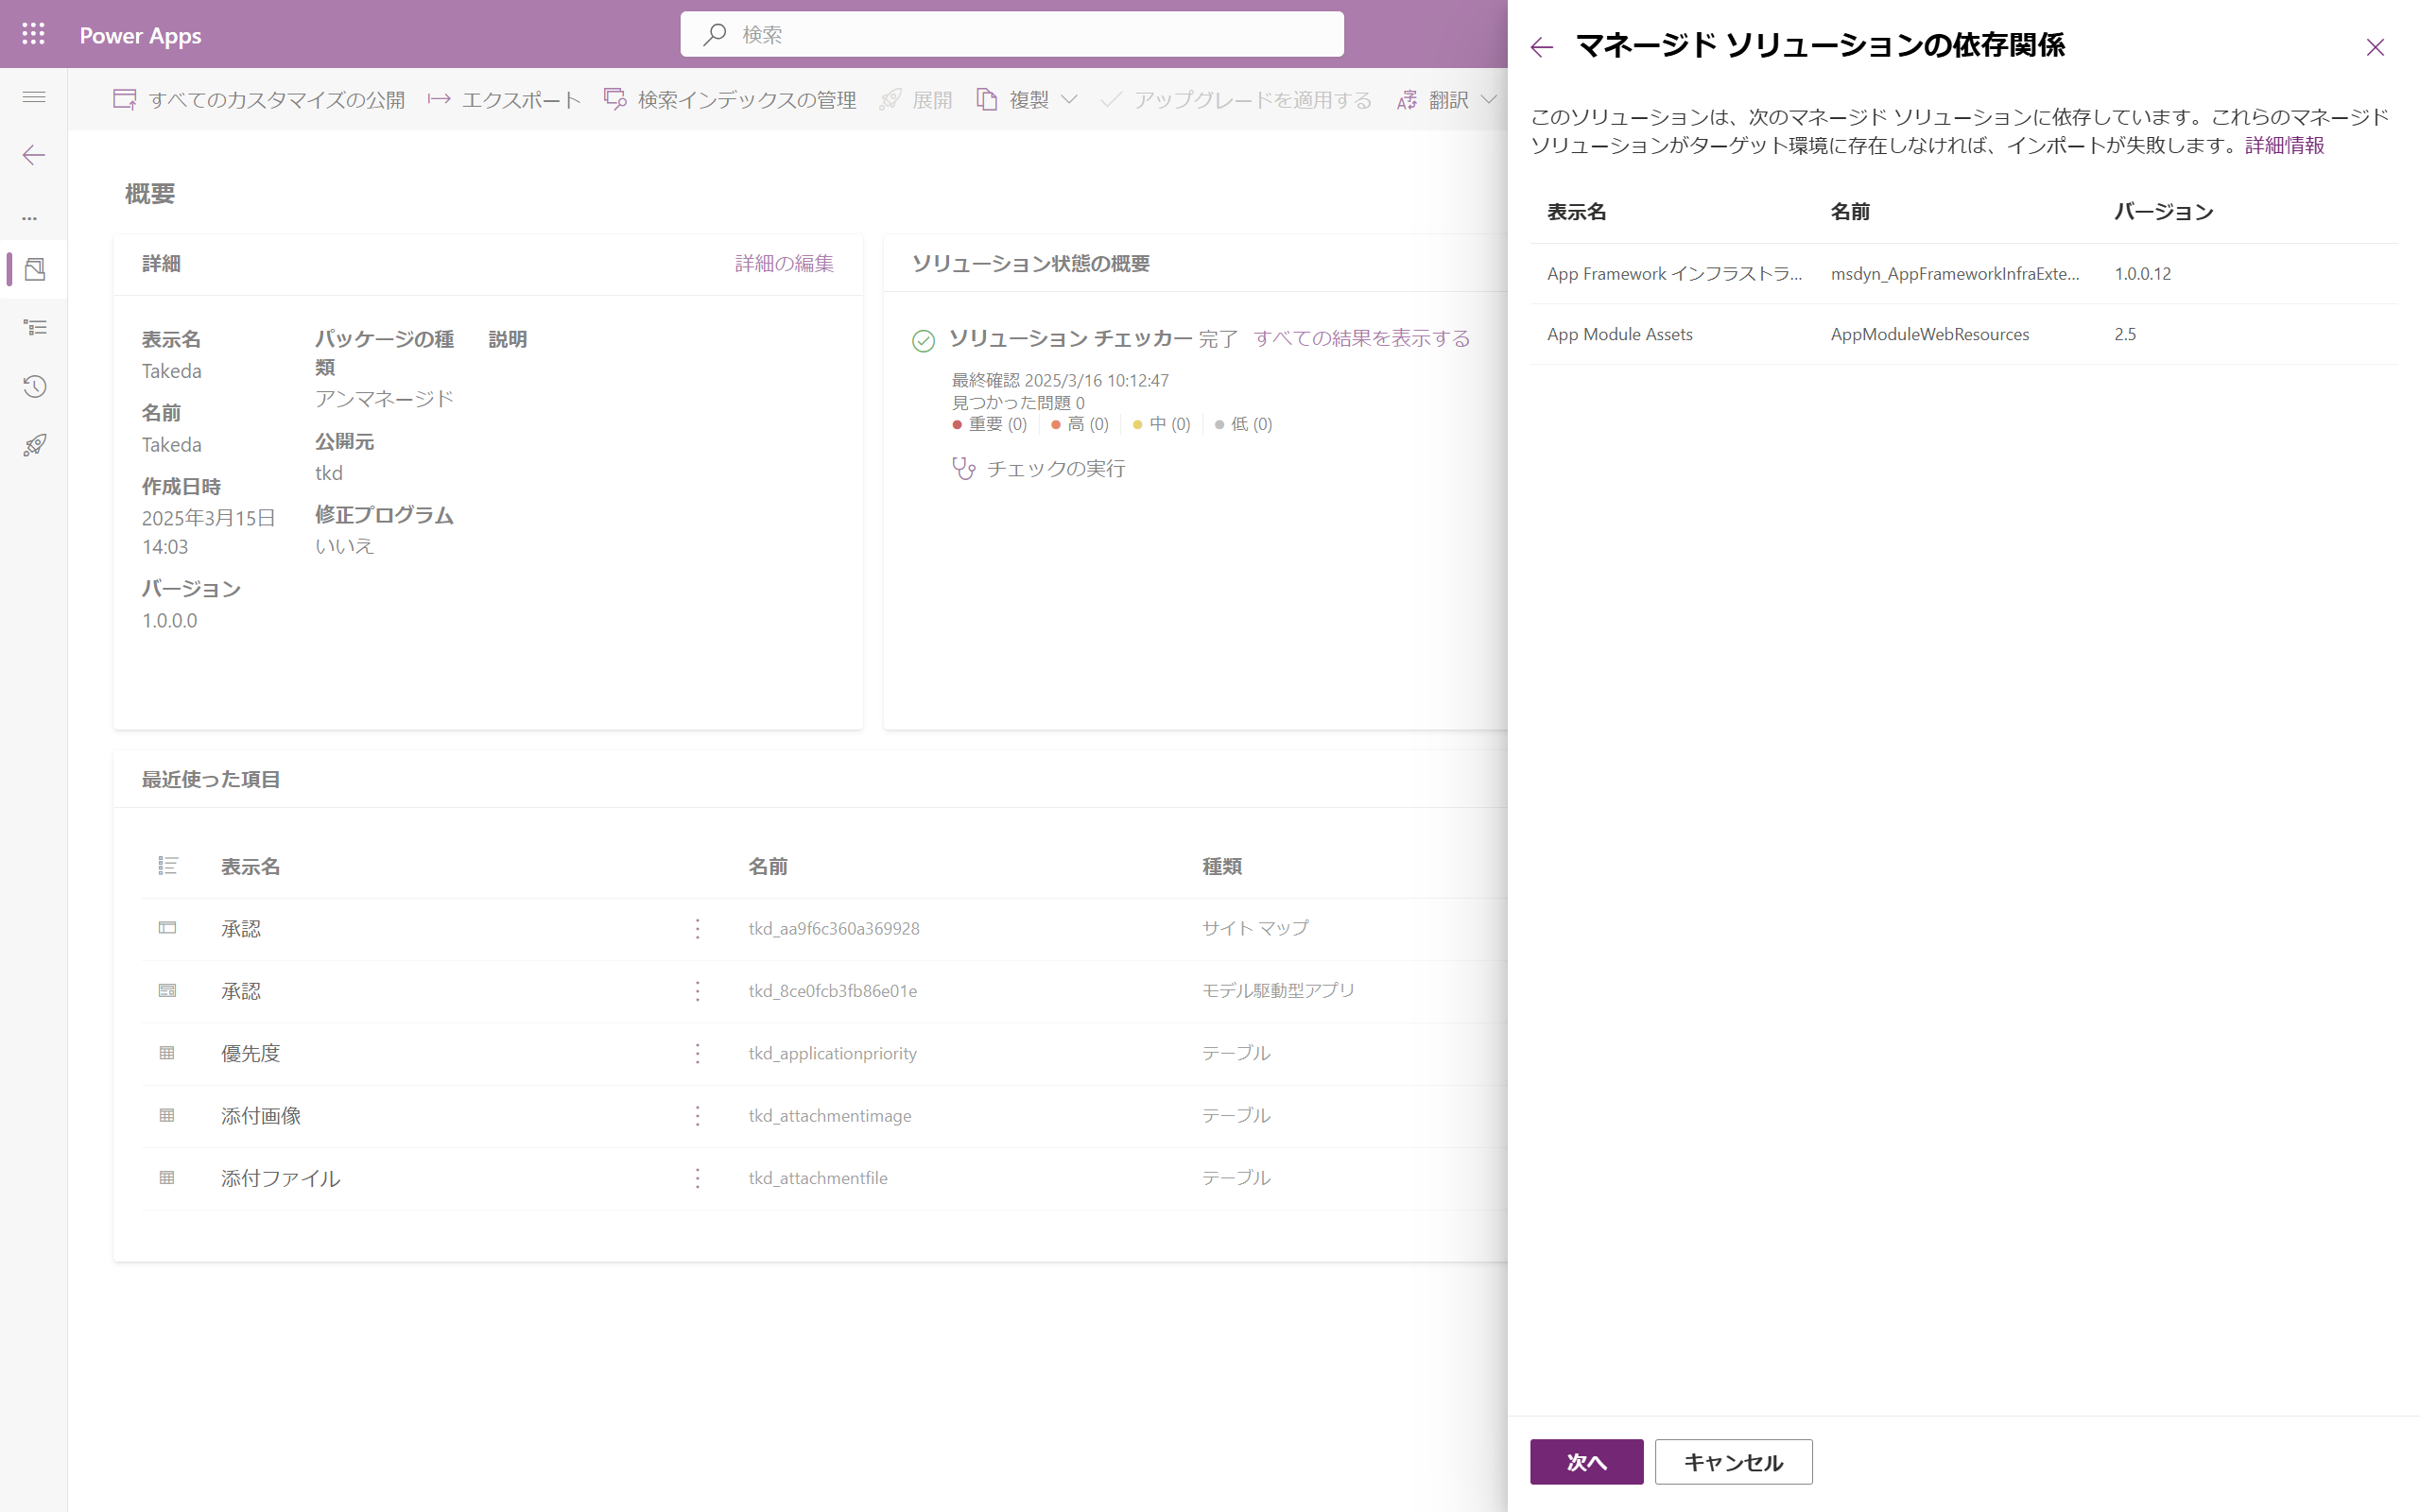 Power Apps
検索
すべてのカスタマイズの公開
エクスポート
検索インデックスの管理
展開
複製
アップグレードを適用する
翻訳
...
概要
詳細
詳細の編集
表示名
Takeda
名前
Takeda
作成日時
2025年3月15日
14:03
バージョン
1.0.0.0
パッケージの種
類
アンマネージド
公開元
tkd
修正プログラム
いいえ
説明
ソリューション状態の概要
ソリューション チェッカー 完了 すべての結果を表示する
最終確認 2025/3/16 10:12:47
見つかった問題 0
重要 (0) 高 (0) 中 (0) 低 (0)
チェックの実行
最近使った項目
表示名 名前 種類
承認 tkd_aa9f6c360a369928 サイト マップ
承認 tkd_8ce0fcb3fb86e01e モデル駆動型アプリ
優先度 tkd_applicationpriority テーブル
添付画像 tkd_attachmentimage テーブル
添付ファイル tkd_attachmentfile テーブル
マネージド ソリューションの依存関係
このソリューションは、次のマネージド ソリューションに依存しています。これらのマネージド
ソリューションがターゲット環境に存在しなければ、インポートが失敗します。詳細情報
表示名 名前 バージョン
App Framework インフラストラ... msdyn_AppFrameworkInfraExte... 1.0.0.12
App Module Assets AppModuleWebResources 2.5
次へ
キャンセル